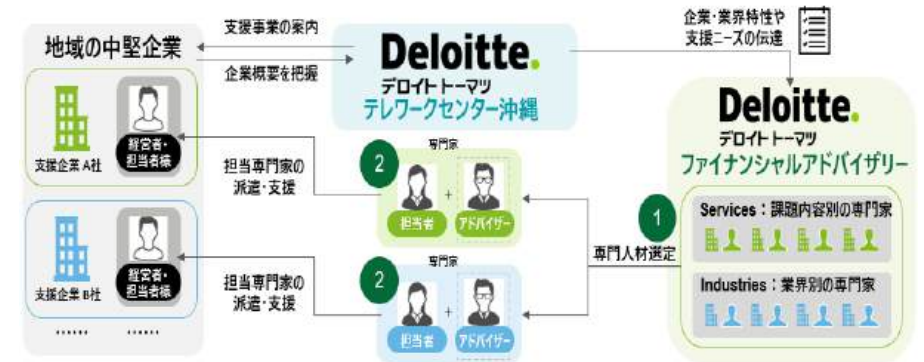 支援事業の案内
企業概要を把握
地域の中堅企業
支援企業 A社
経営者・
担当者様
支援企業 B社
経営者・
担当者様
……
……
Deloitte.
デロイト トーマツ
テレワークセンター沖縄
企業・業界特性や
支援ニーズの伝達
Deloitte.
デロイト トーマツ
ファイナンシャルアドバイザリー
1
Services：課題内容別の専門家
Industries：業界別の専門家
専門人材選定
2
専門家
担当者
+
アドバイザー
担当専門家の
派遣・支援
2
専門家
担当者
+
アドバイザー
担当専門家の
派遣・支援